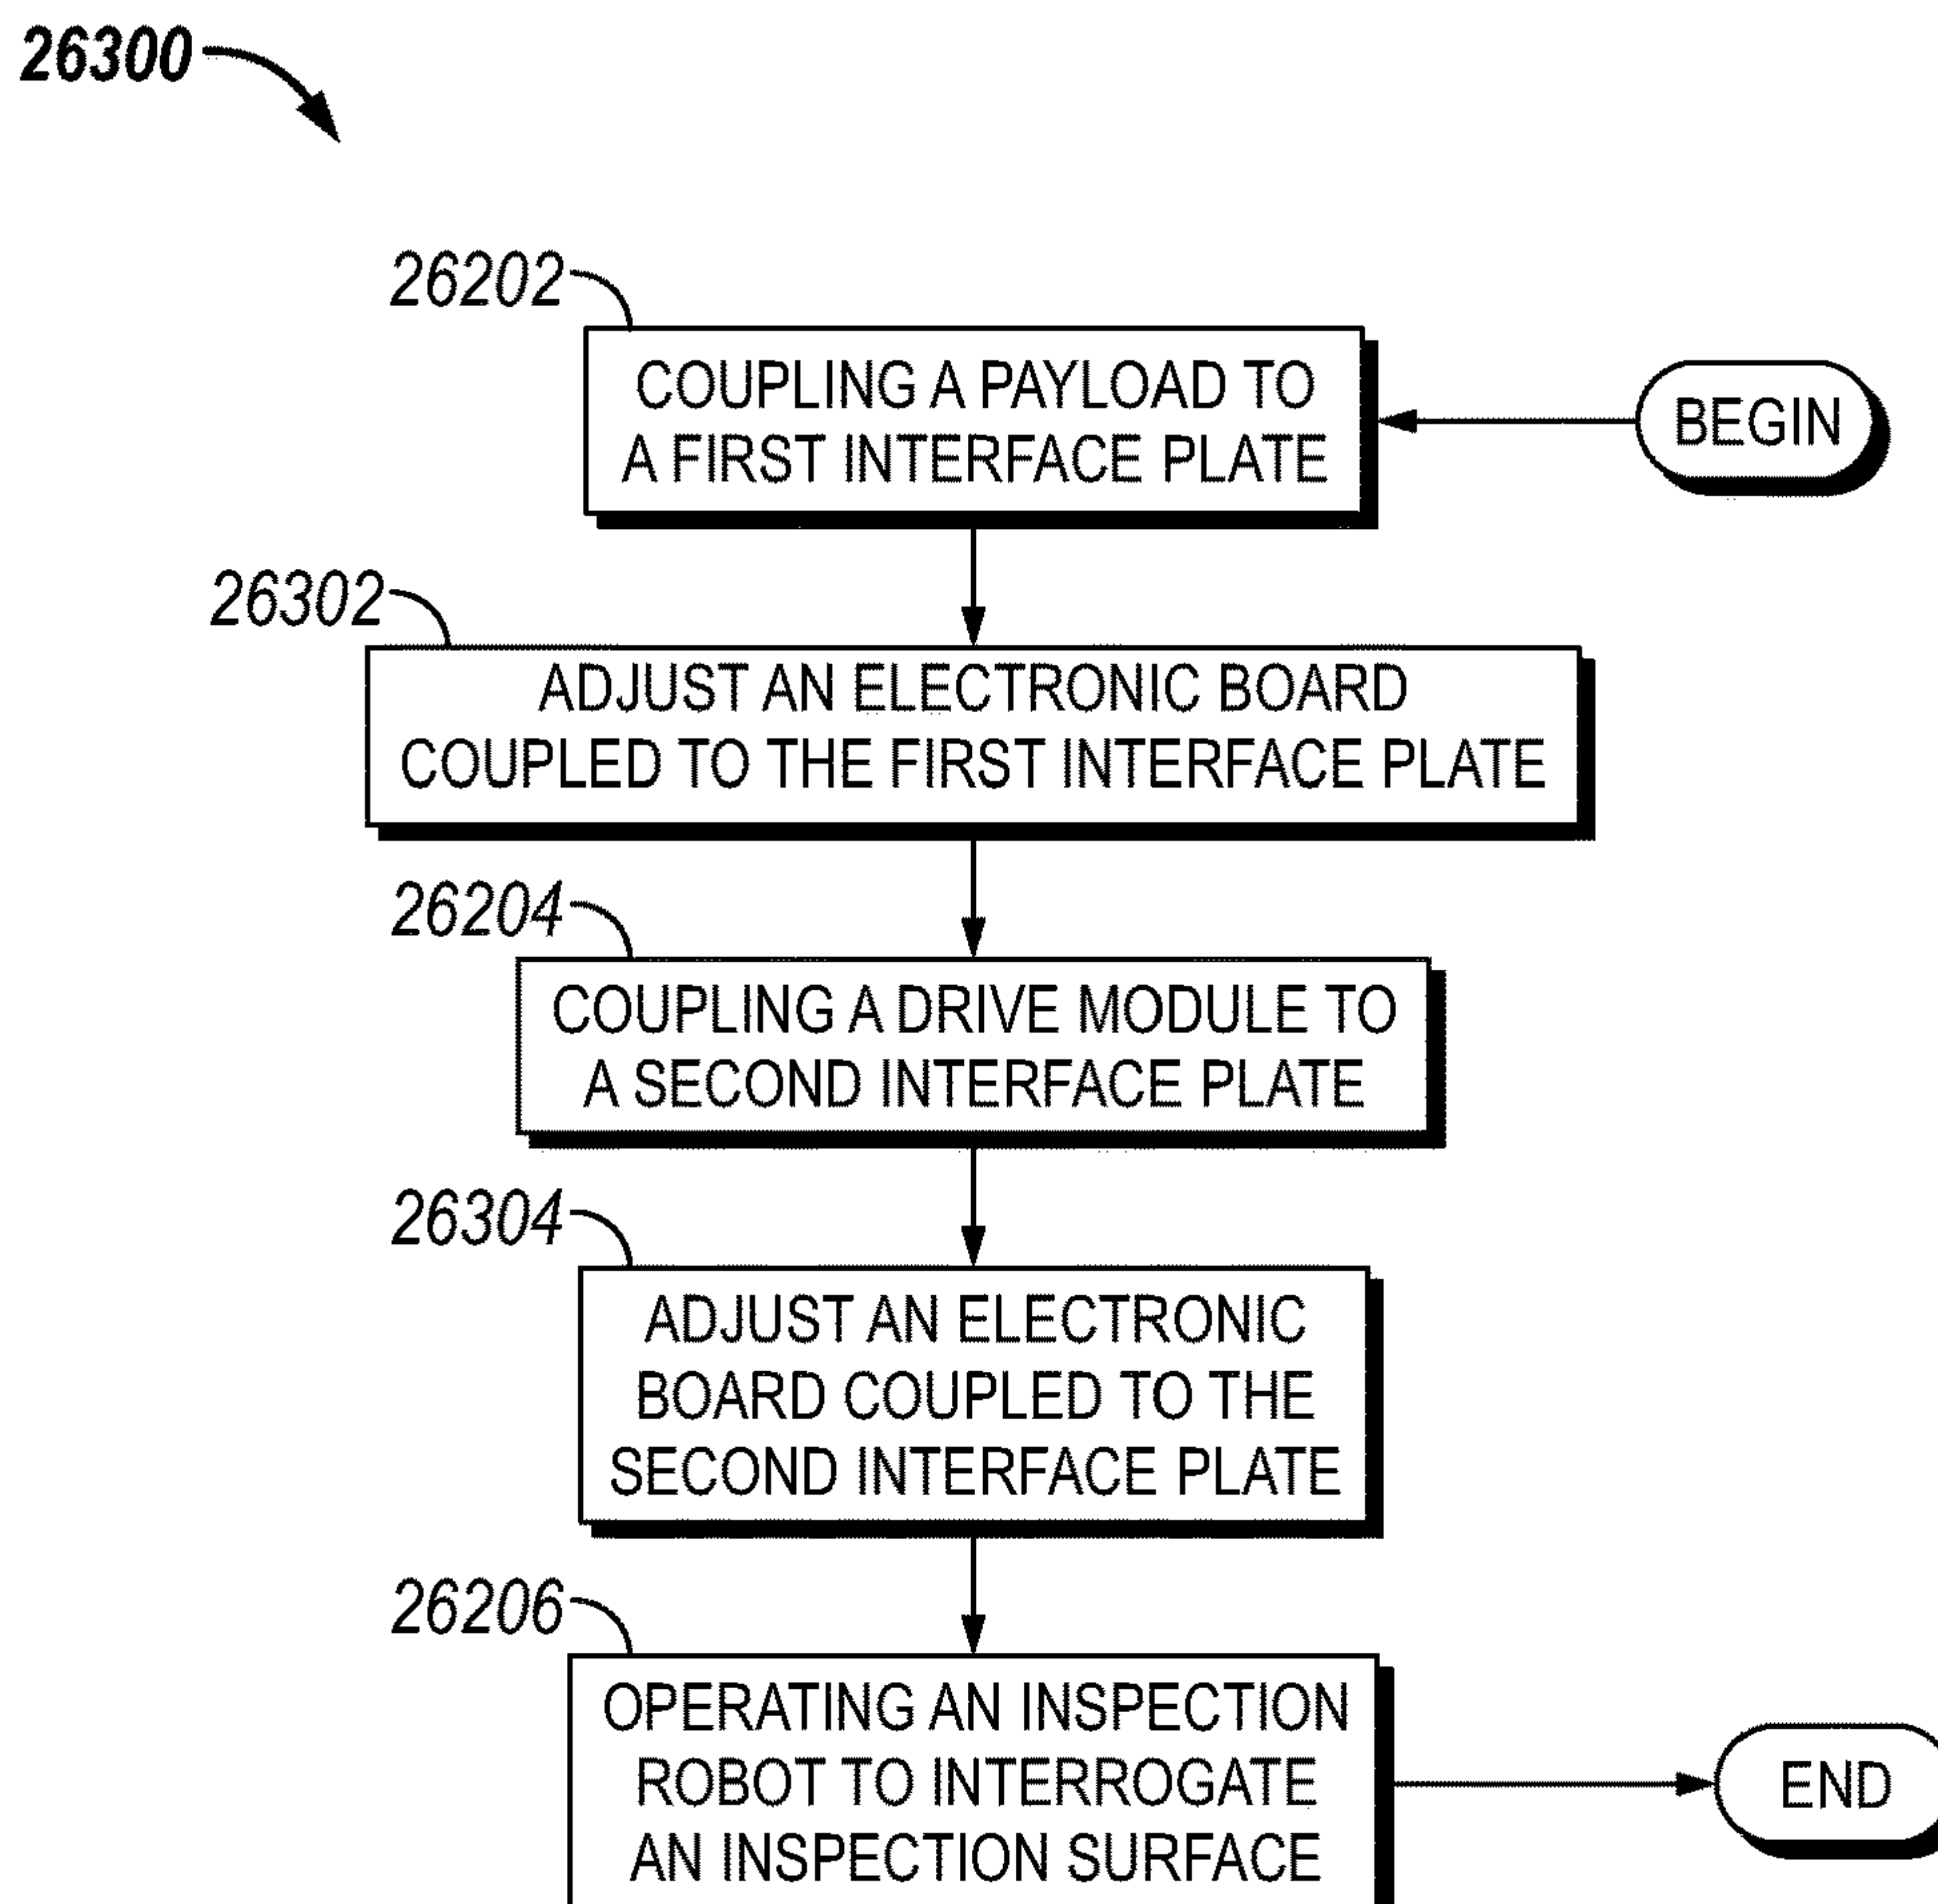 26300
26202
COUPLING A PAYLOAD TO
A FIRST INTERFACE PLATE
BEGIN
26302
ADJUST AN ELECTRONIC BOARD
COUPLED TO THE FIRST INTERFACE PLATE
26204
COUPLING A DRIVE MODULE TO
A SECOND INTERFACE PLATE
26304
ADJUST AN ELECTRONIC
BOARD COUPLED TO THE
SECOND INTERFACE PLATE
26206
OPERATING AN INSPECTION
ROBOT TO INTERROGATE
AN INSPECTION SURFACE
END